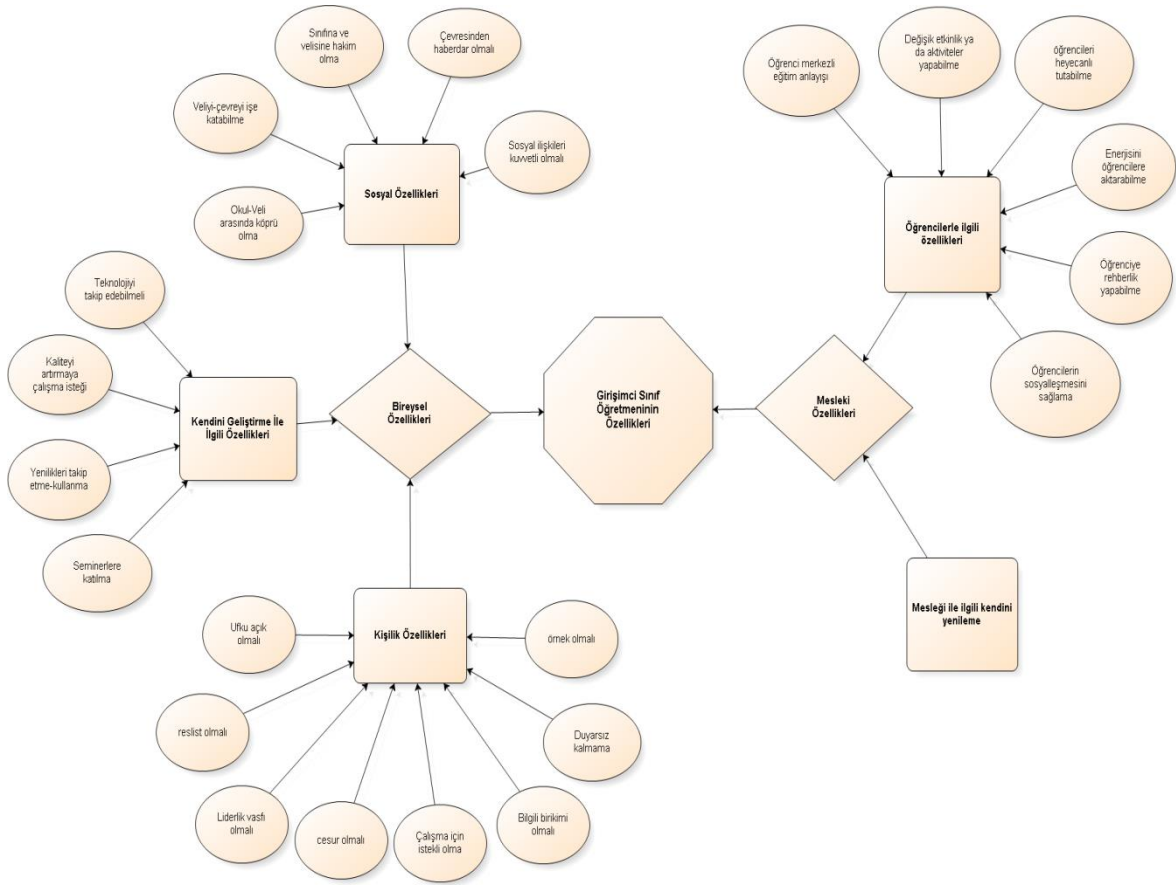 Sınıfına ve
velisine hakim
olma
Çevresinden
haberdar olmalı
Veliyi-çevreyi işe
katabilme
Sosyal ilişkileri
kuvvetli olmalı
Okul-Veli
arasında köprü
olma
Sosyal Özellikleri
Teknolojiyi
takip edebilmeli
Kaliteyi
artırmaya
çalışma isteği
Yenilikleri takip
etme-kullanma
Seminerlere
katılma
Kendini Geliştirme İle
İlgili Özellikleri
Bireysel
Özellikleri
Ufku açık
olmalı
reslist olmalı
Liderlik vasfı
olmalı
cesur olmalı
Çalışma için
istekli olma
Bilgili birikimi
olmalı
Duyarsız
kalmama
örnek olmalı
Kişilik Özellikleri
Girişimci Sınıf
Öğretmeninin
Özellikleri
Öğrenci merkezli
eğitim anlayışı
Değişik etkinlik ya
da aktiviteler
yapabilme
öğrencileri
heyecanlı
tutabilme
Enerjisini
öğrencilere
aktarabilme
Öğrenciye
rehberlik
yapabilme
Öğrencilerin
sosyalleşmesini
sağlama
Öğrencilerle ilgili
özellikleri
Mesleki
Özellikleri
Mesleği ile ilgili kendini
yenileme